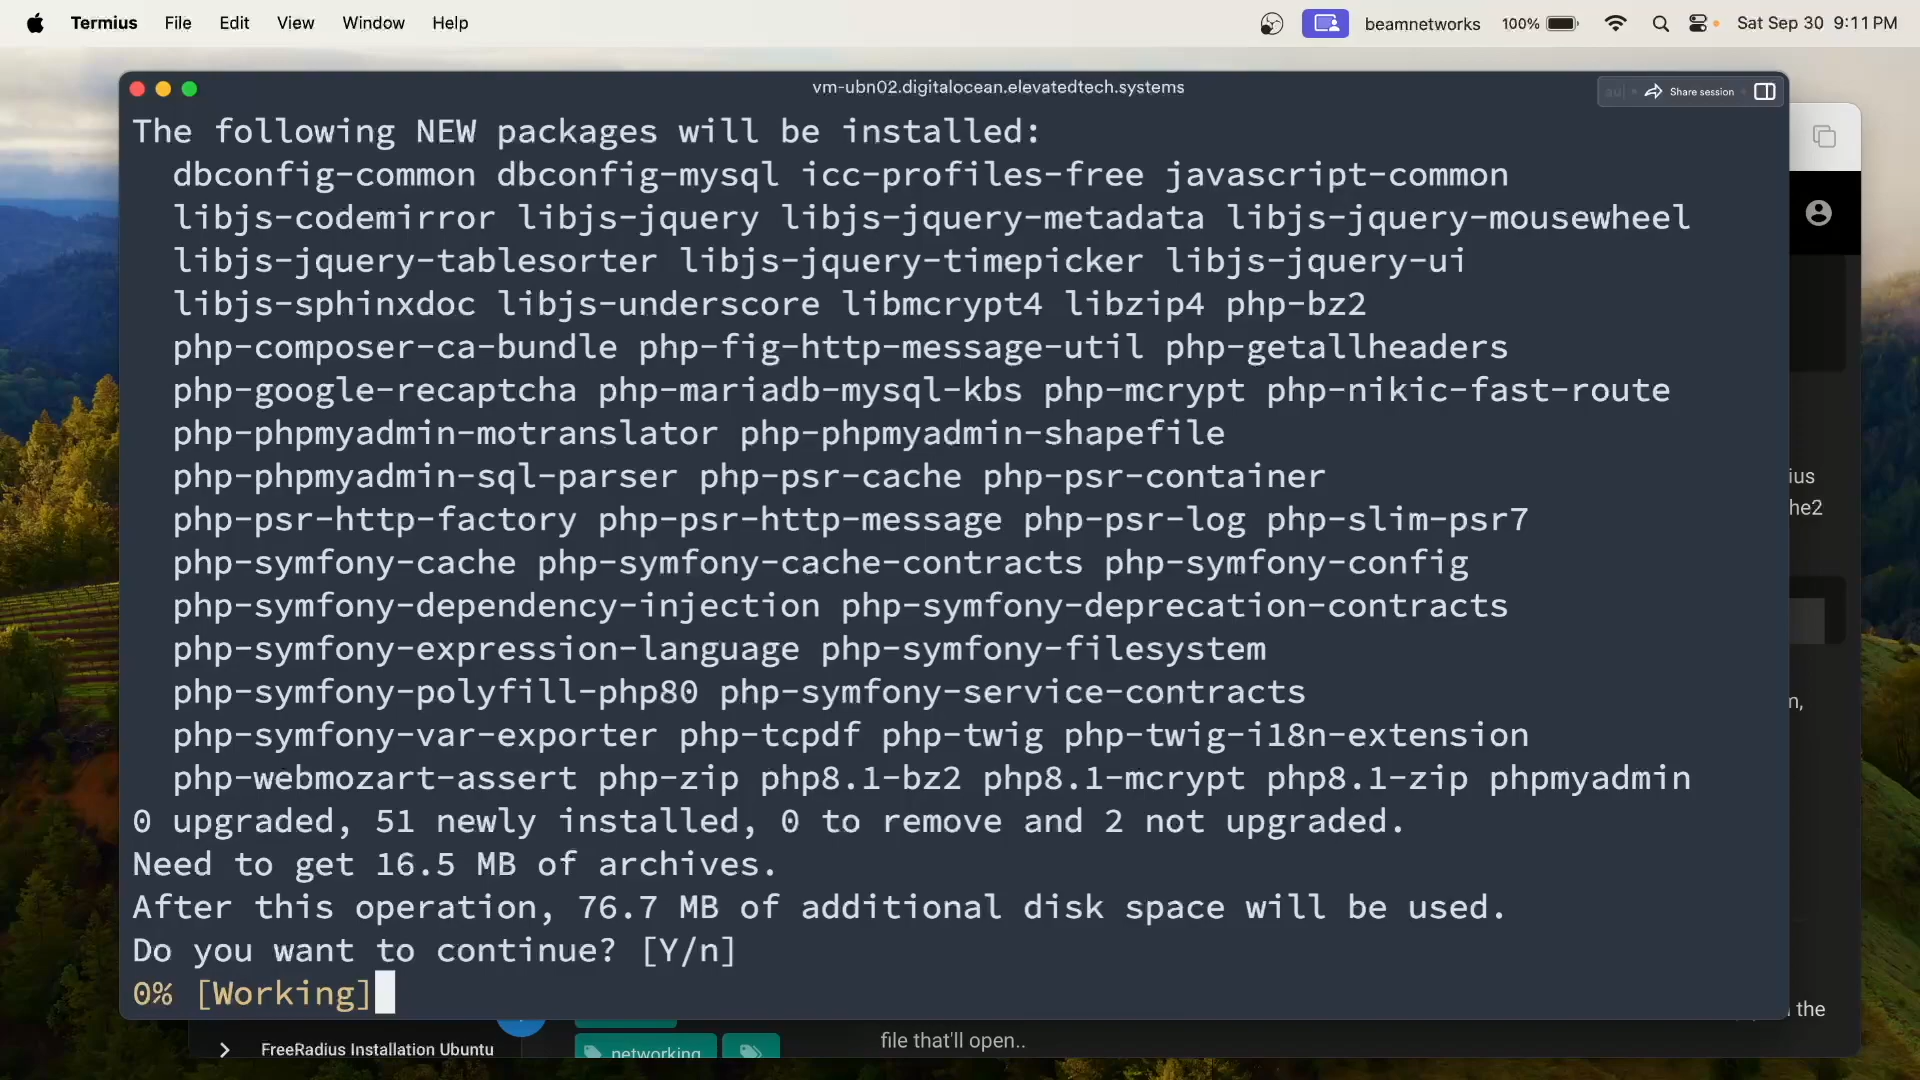 Termius File Edit View Window Help
beamnetworks 100% Sat Sep 30 9:11 PM
vm-ubn02.digitalocean.elevatedtech.systems
Share session
The following NEW packages will be installed:
dbconfig-common dbconfig-mysql icc-profiles-free javascript-common
libjs-codemirror libjs-jquery libjs-jquery-metadata libjs-jquery-mousewheel
libjs-jquery-tablesorter libjs-jquery-timepicker libjs-jquery-ui
libjs-sphinxdoc libjs-underscore libmcrypt4 libzip4 php-bz2
php-composer-ca-bundle php-fig-http-message-util php-getallheaders
php-google-recaptcha php-mariadb-mysql-kbs php-mcrypt php-nikic-fast-route
php-phpmyadmin-motranslator php-phpmyadmin-shapefile
php-phpmyadmin-sql-parser php-psr-cache php-psr-container
php-psr-http-factory php-psr-http-message php-psr-log php-slim-psr7
php-symfony-cache php-symfony-cache-contracts php-symfony-config
php-symfony-dependency-injection php-symfony-deprecation-contracts
php-symfony-expression-language php-symfony-filesystem
php-symfony-polyfill-php80 php-symfony-service-contracts
php-symfony-var-exporter php-tcpdf php-twig php-twig-i18n-extension
php-webmozart-assert php-zip php8.1-bz2 php8.1-mcrypt php8.1-zip phpmyadmin
0 upgraded, 51 newly installed, 0 to remove and 2 not upgraded.
Need to get 16.5 MB of archives.
After this operation, 76.7 MB of additional disk space will be used.
Do you want to continue? [Y/n]
0% [Working]
ius
he2
n,
the
FreeRadius Installation Ubuntu
networking
file that'll open..